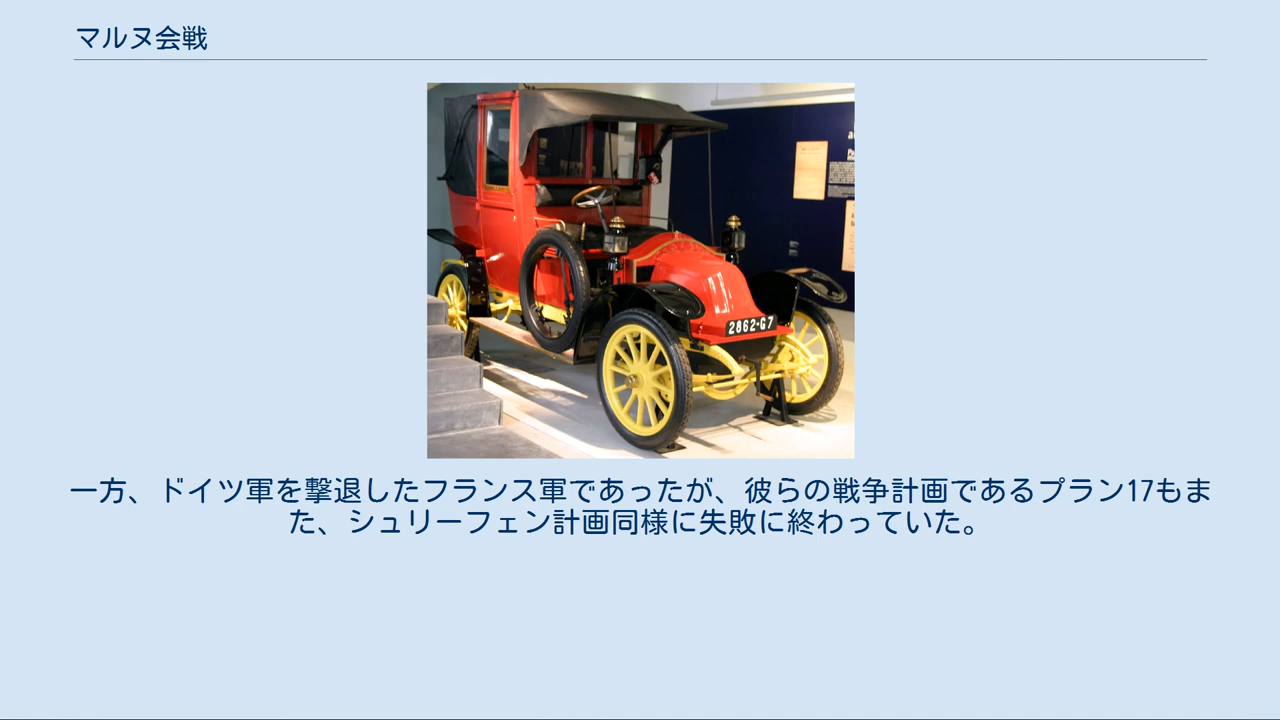 マルヌ会戦
2862-G7
一方、ドイツ軍を撃退したフランス軍であったが、彼らの戦争計画であるプラン17もま
た、シュリーフェン計画同様に失敗に終わっていた。